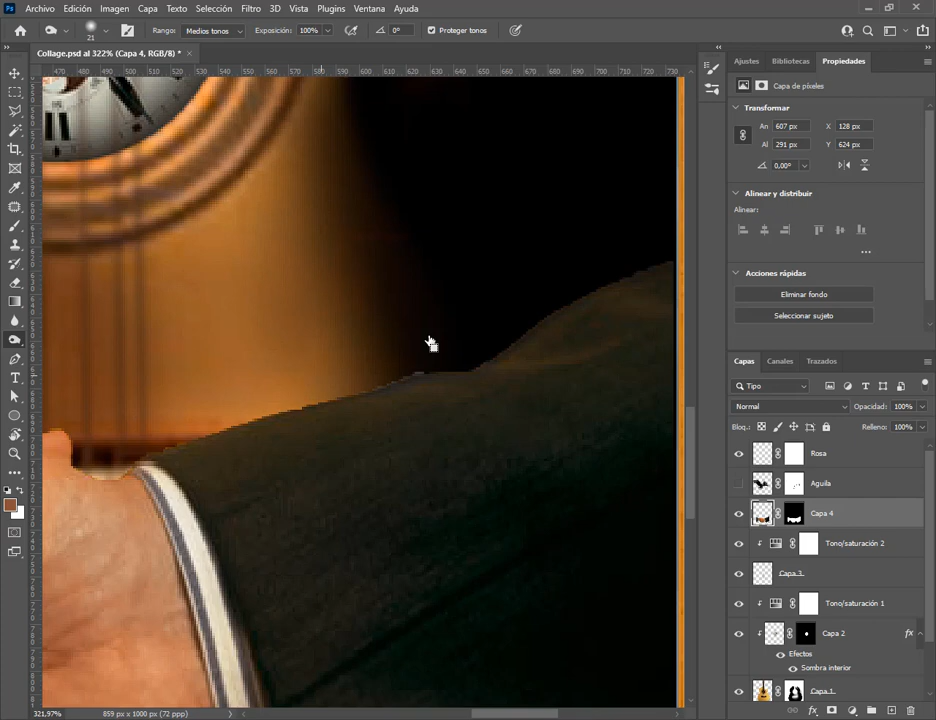 Ps Archivo Edición Imagen Capa Texto Selección Filtro 3D Vista Plugins Ventana Ayuda
21 Rango: Medios tonos Exposición: 100% 0° Proteger tonos
Collage.psd al 322% (Capa 4, RGB/8) * ×
470 490 500 510 520 530 540 550 560 570 580 590 600 610 620 630 640 650 660 670 680 690 700 710 720 730
Ajustes Bibliotecas Propiedades
Capa de píxeles
Transformar
An 607 px X 128 px
Al 291 px Y 624 px
0,00°
Alinear y distribuir
Alinear:
Acciones rápidas
Eliminar fondo
Seleccionar sujeto
Capas Canales Trazados
Tipo
Normal Opacidad: 100%
Bloq.: Relleno: 100%
Rosa
Aguila
Capa 4
Tono/saturación 2
Capa 3
Tono/saturación 1
Capa 2 fx
Efectos
Sombra interior
Capa 1
321,97% 859 px x 1000 px (72 ppp)